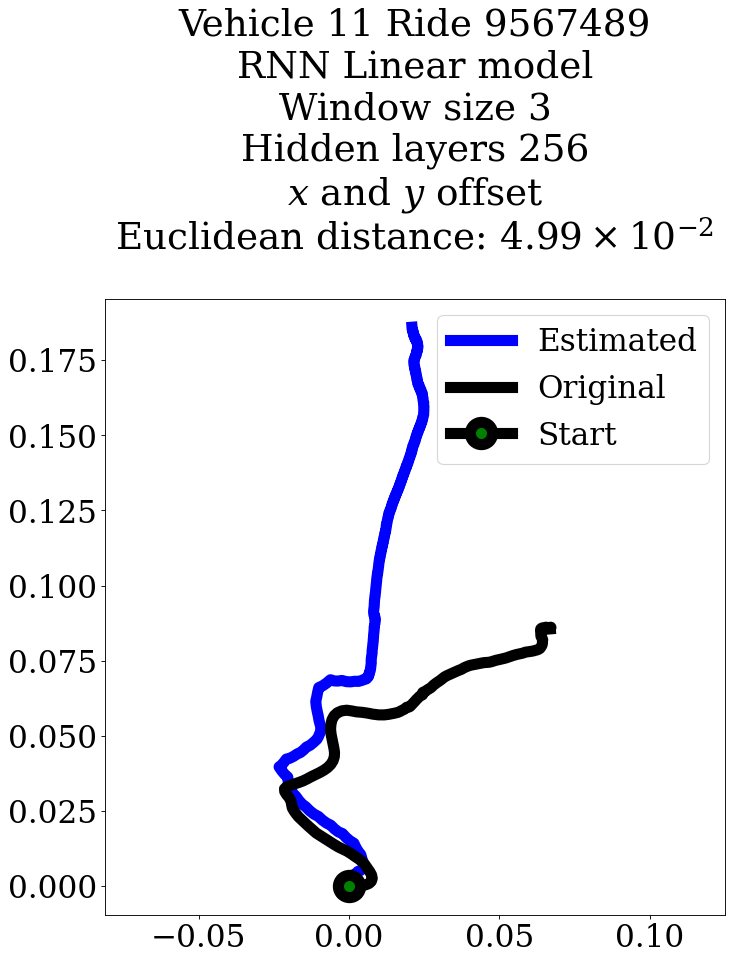 Vehicle 11 Ride 9567489
RNN Linear model
Window size 3
Hidden layers 256
x and y offset
Euclidean distance: 4.99 × 10⁻²
Estimated
Original
Start
0.175
0.150
0.125
0.100
0.075
0.050
0.025
0.000
−0.05 0.00 0.05 0.10